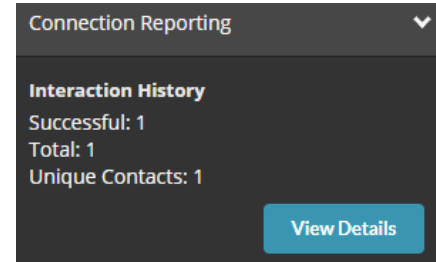 Connection Reporting
Interaction History
Successful: 1
Total: 1
Unique Contacts: 1
View Details